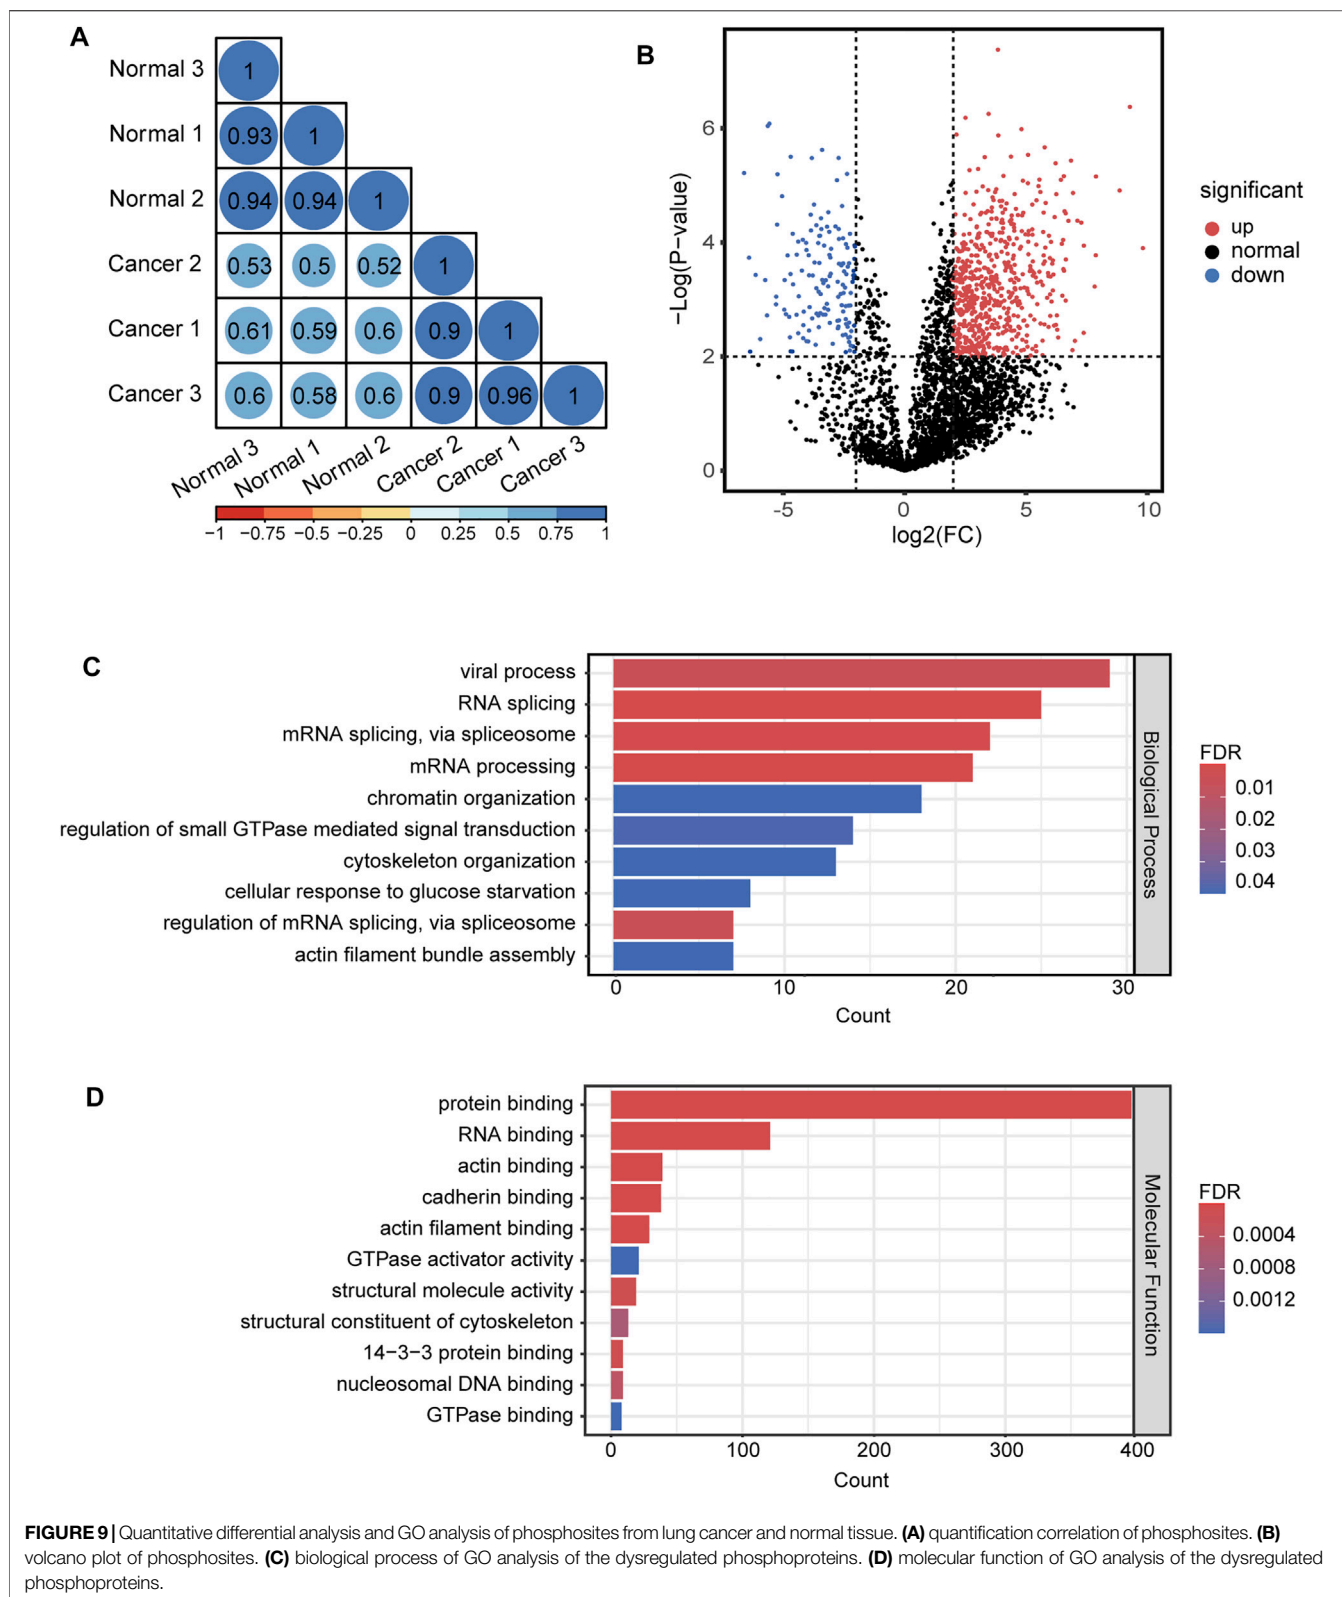 A
Normal 3
1
Normal 1
0.93 1
Normal 2
0.94 0.94 1
Cancer 2
0.53 0.5 0.52 1
Cancer 1
0.61 0.59 0.6 0.9 1
Cancer 3
0.6 0.58 0.6 0.9 0.96 1
Normal 3 Normal 1 Normal 2 Cancer 2 Cancer 1 Cancer 3
−1 −0.75 −0.5 −0.25 0 0.25 0.5 0.75 1
B
−Log(P−value)
6
4
2
0
-5 0 5 10
log2(FC)
significant
up
normal
down
C
viral process
RNA splicing
mRNA splicing, via spliceosome
mRNA processing
chromatin organization
regulation of small GTPase mediated signal transduction
cytoskeleton organization
cellular response to glucose starvation
regulation of mRNA splicing, via spliceosome
actin filament bundle assembly
0 10 20 30
Count
Biological Process
FDR
0.01
0.02
0.03
0.04
D
protein binding
RNA binding
actin binding
cadherin binding
actin filament binding
GTPase activator activity
structural molecule activity
structural constituent of cytoskeleton
14−3−3 protein binding
nucleosomal DNA binding
GTPase binding
0 100 200 300 400
Count
Molecular Function
FDR
0.0004
0.0008
0.0012
FIGURE 9 | Quantitative differential analysis and GO analysis of phosphosites from lung cancer and normal tissue. (A) quantification correlation of phosphosites. (B)
volcano plot of phosphosites. (C) biological process of GO analysis of the dysregulated phosphoproteins. (D) molecular function of GO analysis of the dysregulated
phosphoproteins.